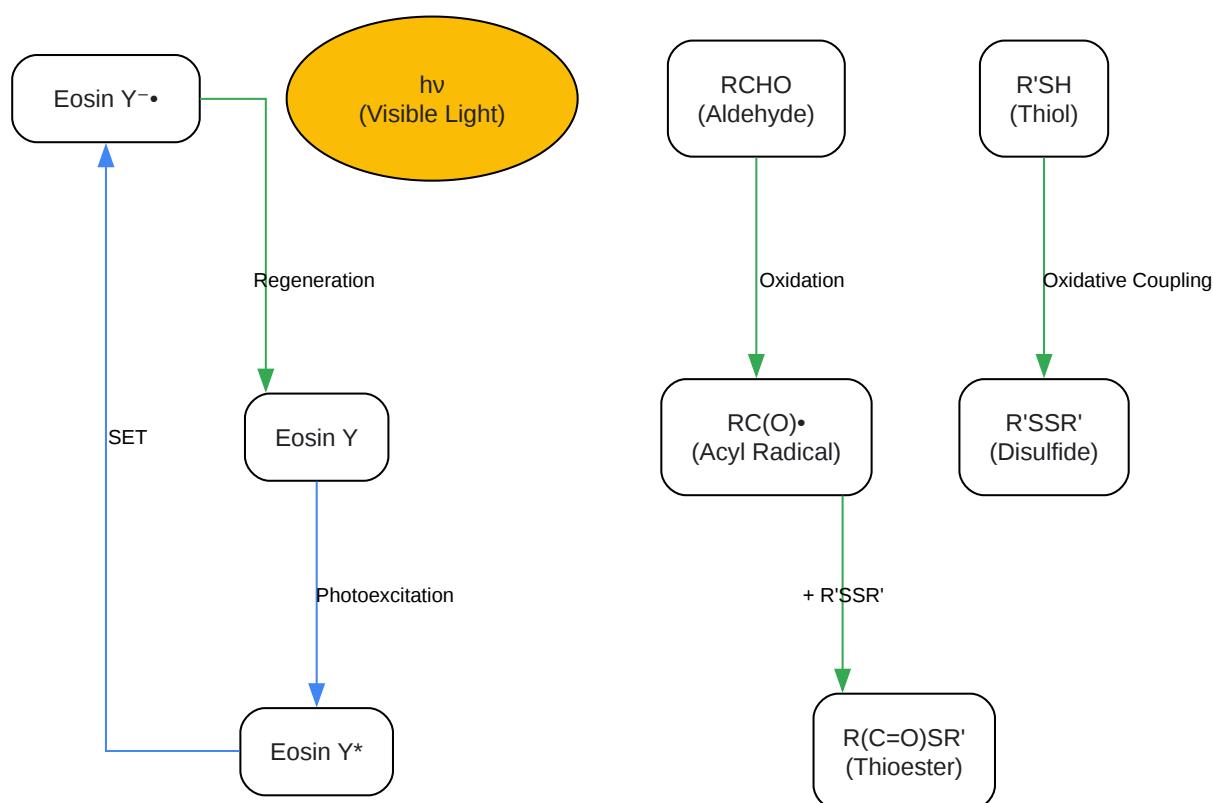 Eosin Y⁻•
hν
(Visible Light)
RCHO
(Aldehyde)
R'SH
(Thiol)
Regeneration
Oxidation
Oxidative Coupling
SET
Eosin Y
RC(O)•
(Acyl Radical)
R'SSR'
(Disulfide)
Photoexcitation
+ R'SSR'
Eosin Y*
R(C=O)SR'
(Thioester)